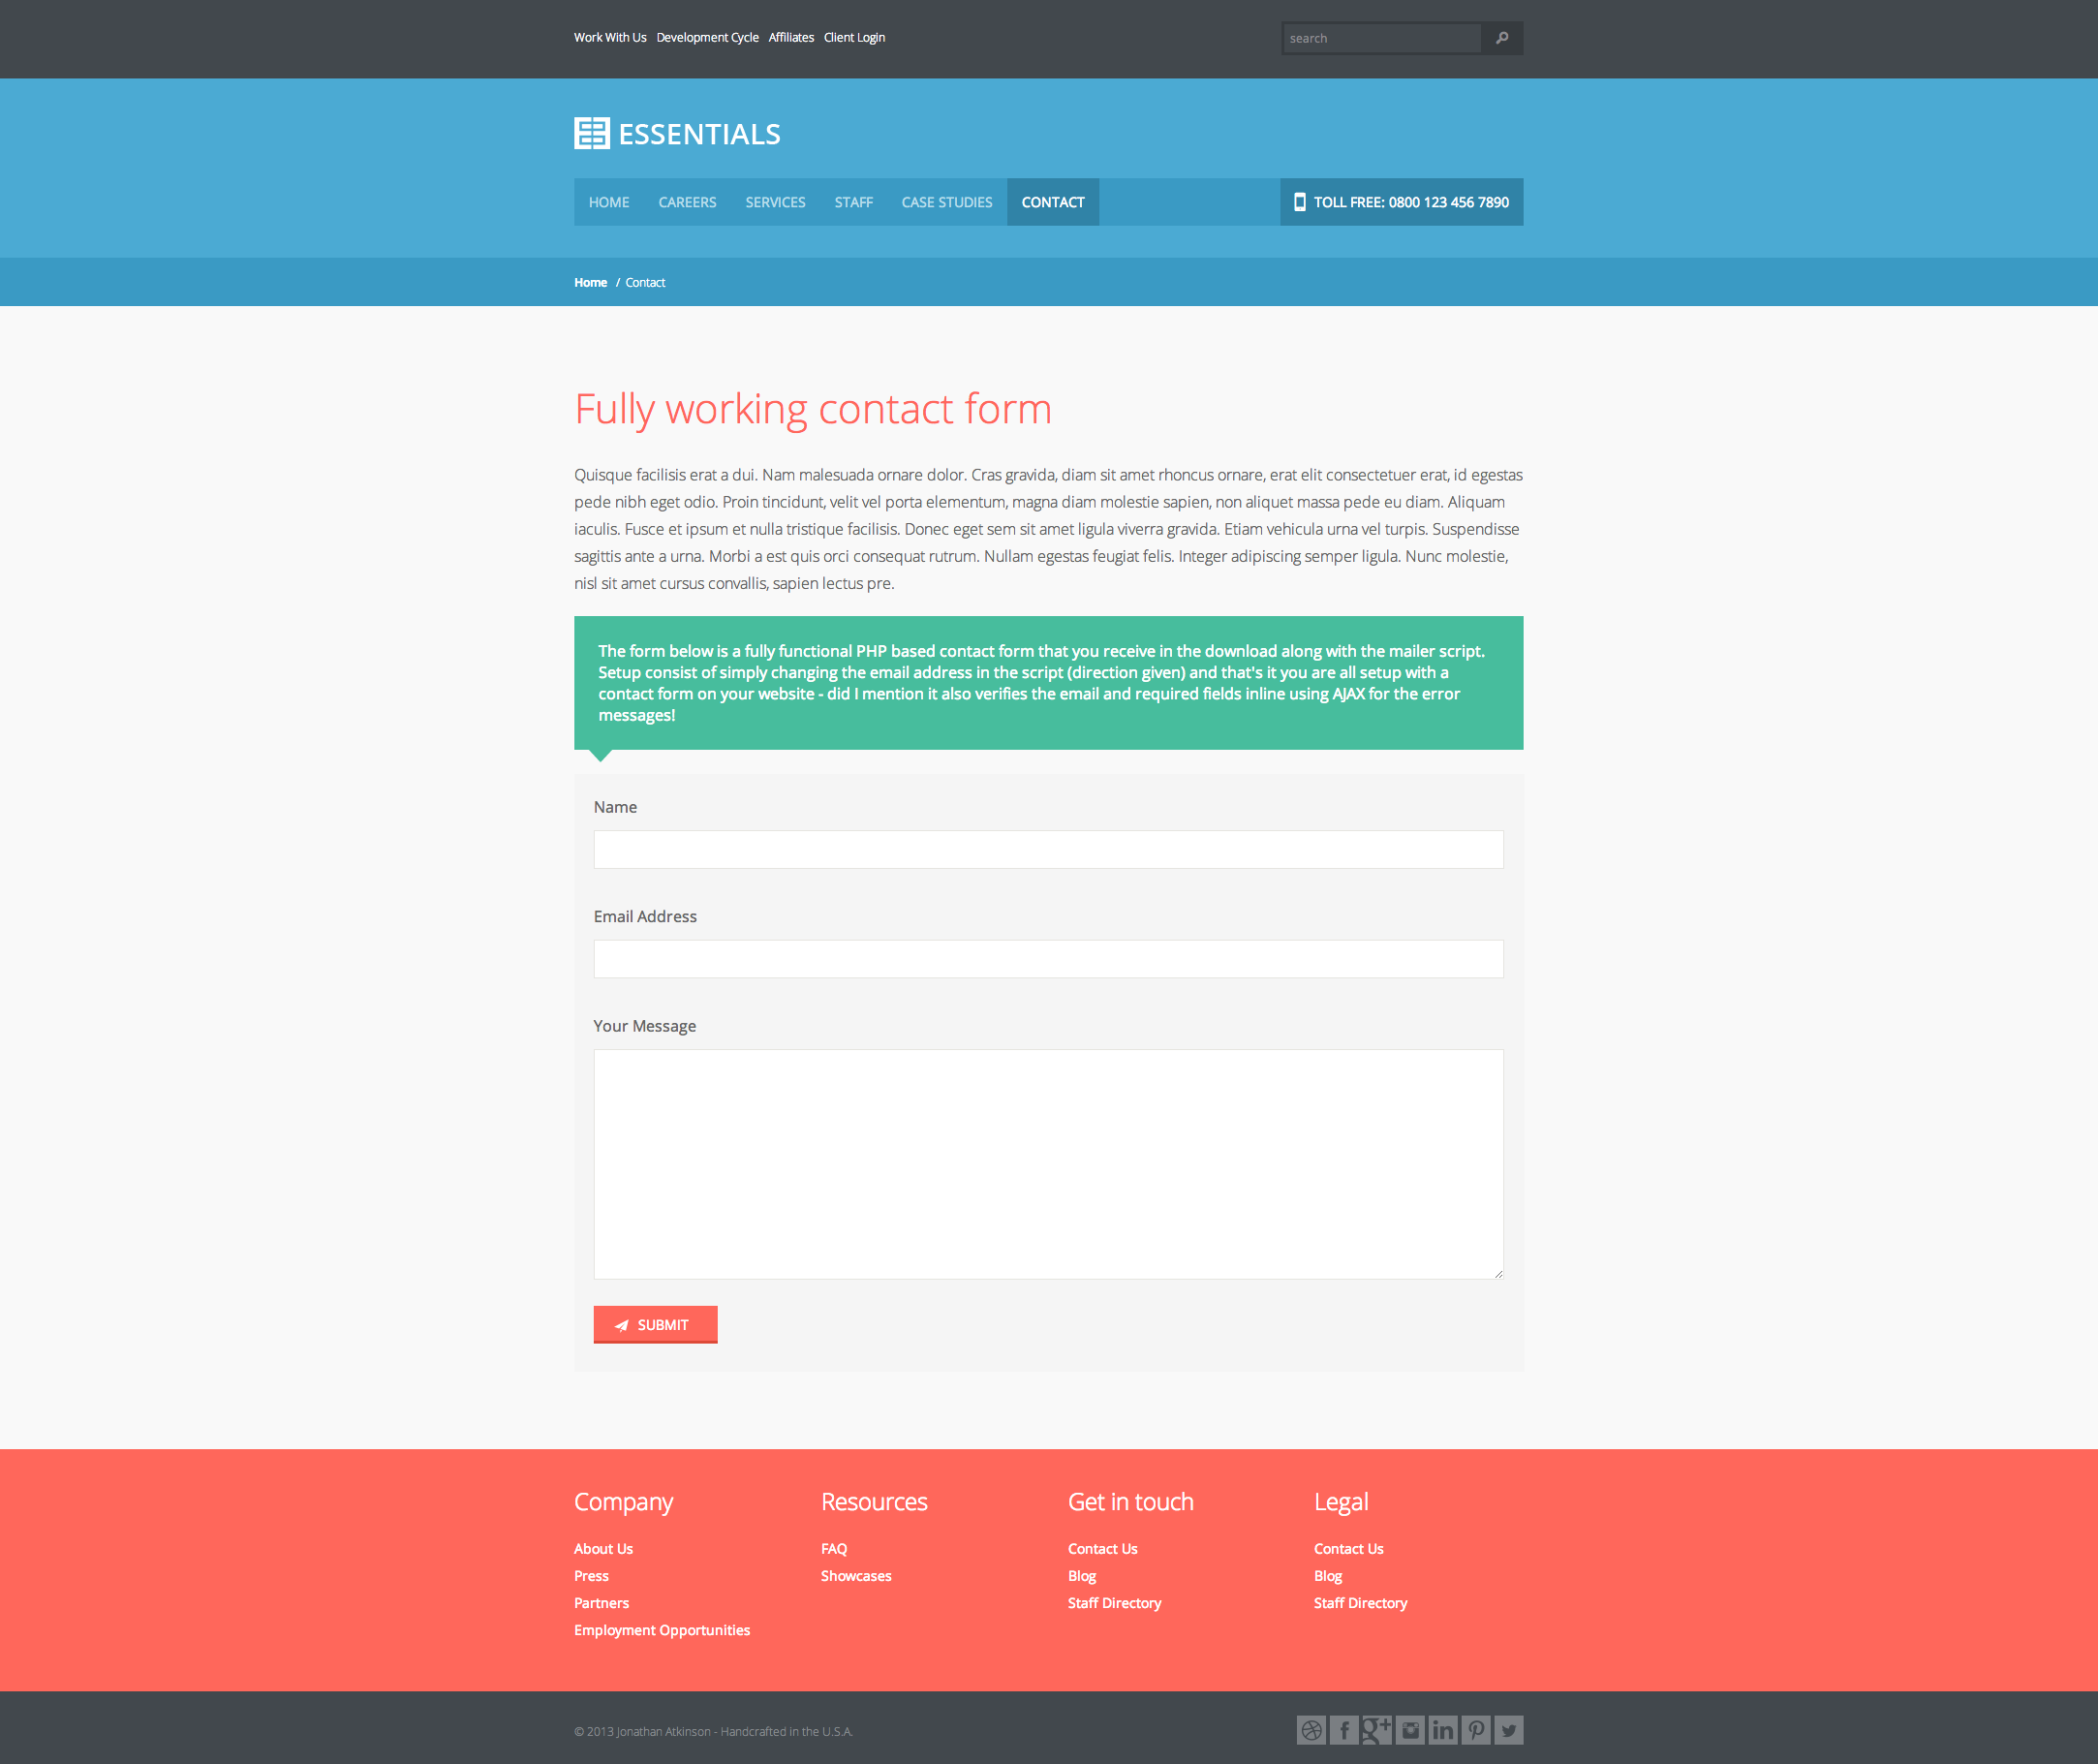 Work With Us Development Cycle Affiliates Client Login
search
ESSENTIALS
HOME CAREERS SERVICES STAFF CASE STUDIES CONTACT
TOLL FREE: 0800 123 456 7890
Home / Contact
Fully working contact form
Quisque facilisis erat a dui. Nam malesuada ornare dolor. Cras gravida, diam sit amet rhoncus ornare, erat elit consectetuer erat, id egestas
pede nibh eget odio. Proin tincidunt, velit vel porta elementum, magna diam molestie sapien, non aliquet massa pede eu diam. Aliquam
iaculis. Fusce et ipsum et nulla tristique facilisis. Donec eget sem sit amet ligula viverra gravida. Etiam vehicula urna vel turpis. Suspendisse
sagittis ante a urna. Morbi a est quis orci consequat rutrum. Nullam egestas feugiat felis. Integer adipiscing semper ligula. Nunc molestie,
nisl sit amet cursus convallis, sapien lectus pre.
The form below is a fully functional PHP based contact form that you receive in the download along with the mailer script.
Setup consist of simply changing the email address in the script (direction given) and that's it you are all setup with a
contact form on your website - did I mention it also verifies the email and required fields inline using AJAX for the error
messages!
Name
Email Address
Your Message
SUBMIT
Company
About Us
Press
Partners
Employment Opportunities
Resources
FAQ
Showcases
Get in touch
Contact Us
Blog
Staff Directory
Legal
Contact Us
Blog
Staff Directory
© 2013 Jonathan Atkinson - Handcrafted in the U.S.A.